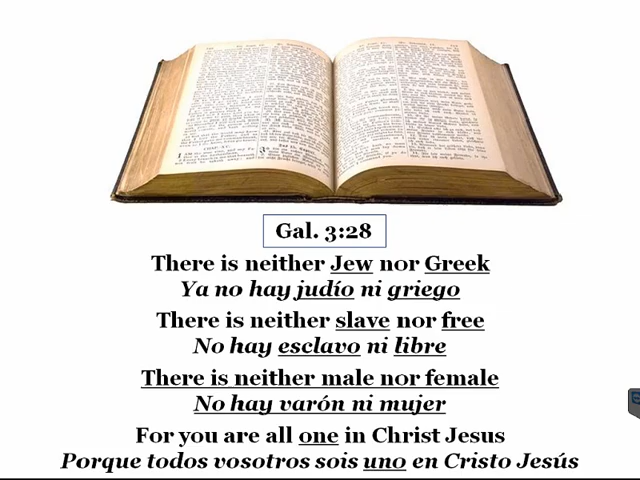 Gal. 3:28
There is neither Jew nor Greek
Ya no hay judío ni griego
There is neither slave nor free
No hay esclavo ni libre
There is neither male nor female
No hay varón ni mujer
For you are all one in Christ Jesus
Porque todos vosotros sois uno en Cristo Jesús